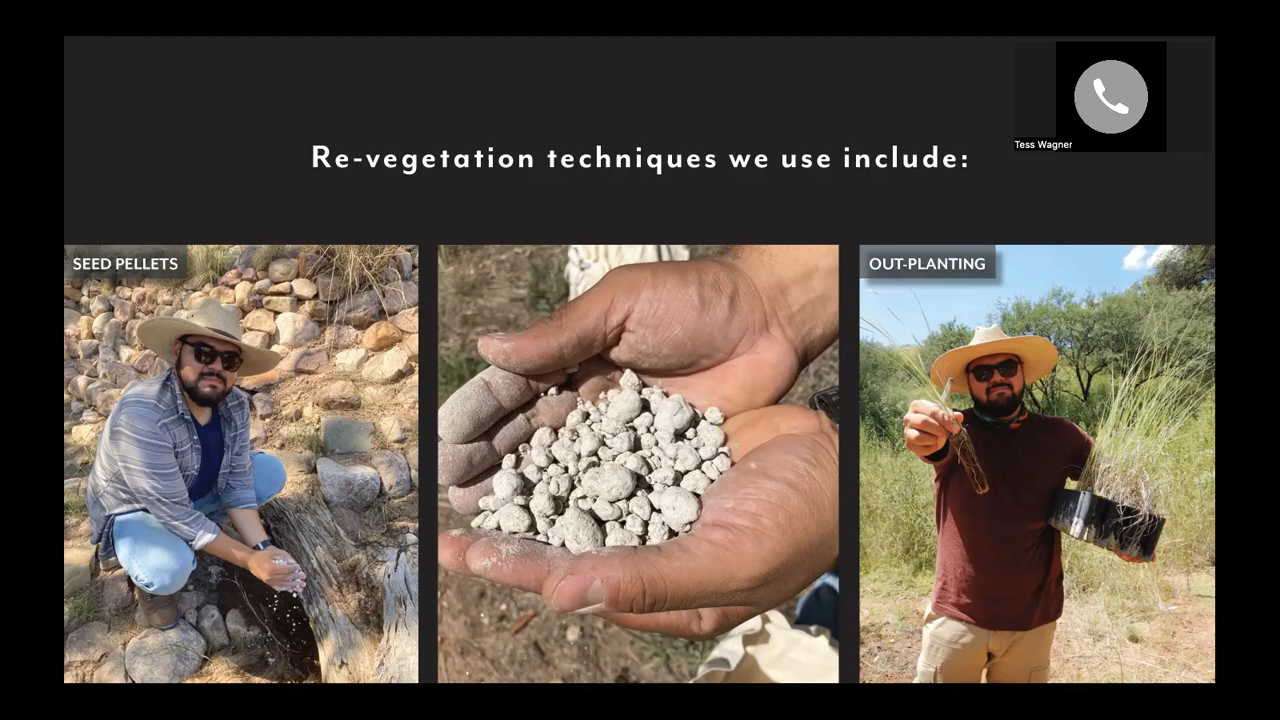 Re-vegetation techniques we use include:
Tess Wagner
SEED PELLETS
OUT-PLANTING